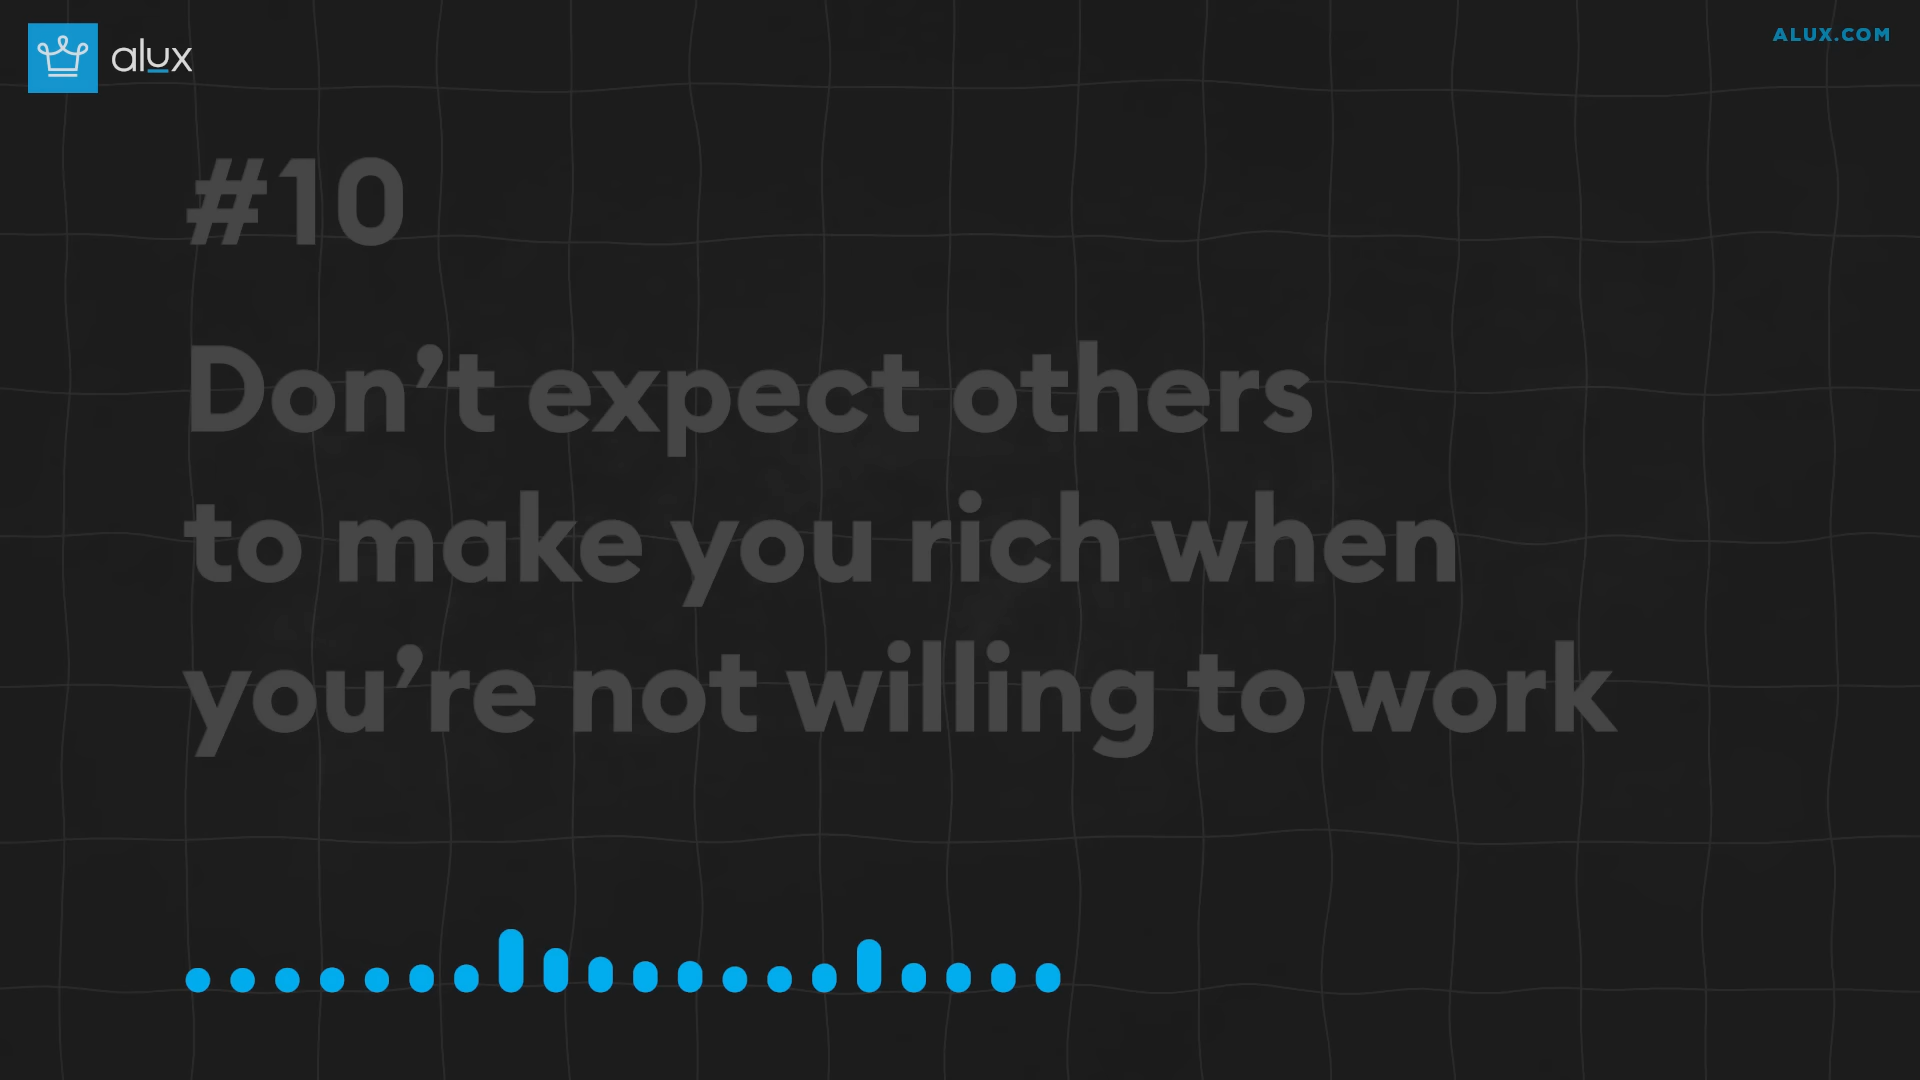 alux
ALUX.COM
#10
Don’t expect others
to make you rich when
you’re not willing to work